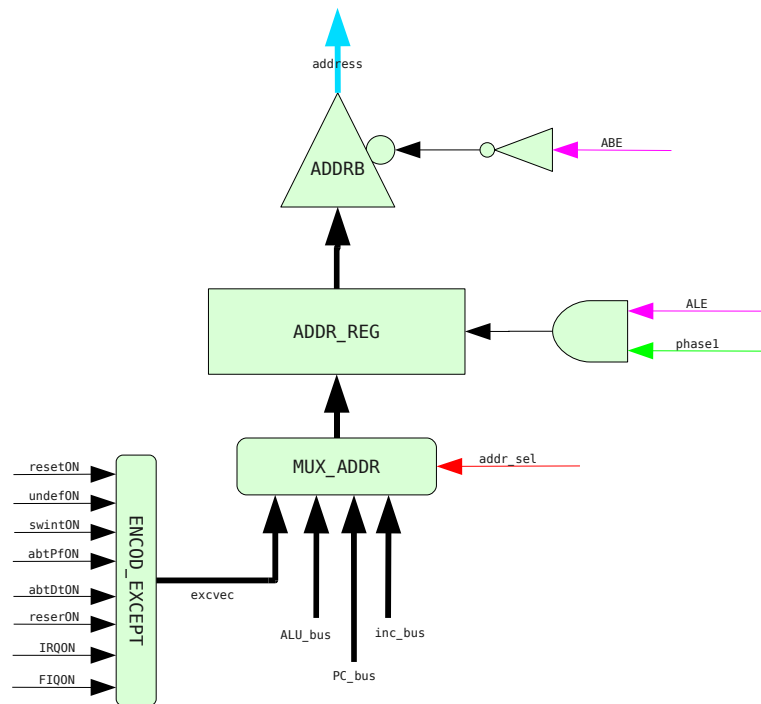 address
ABE
ADDRB
ALE
ADDR_REG
phase1
addr_sel
MUX_ADDR
resetON
undefON
swintON
abtPfON
abtDtON
reserON
IRQON
FIQON
ENCOD_EXCEPT
excvec
ALU_bus
inc_bus
PC_bus